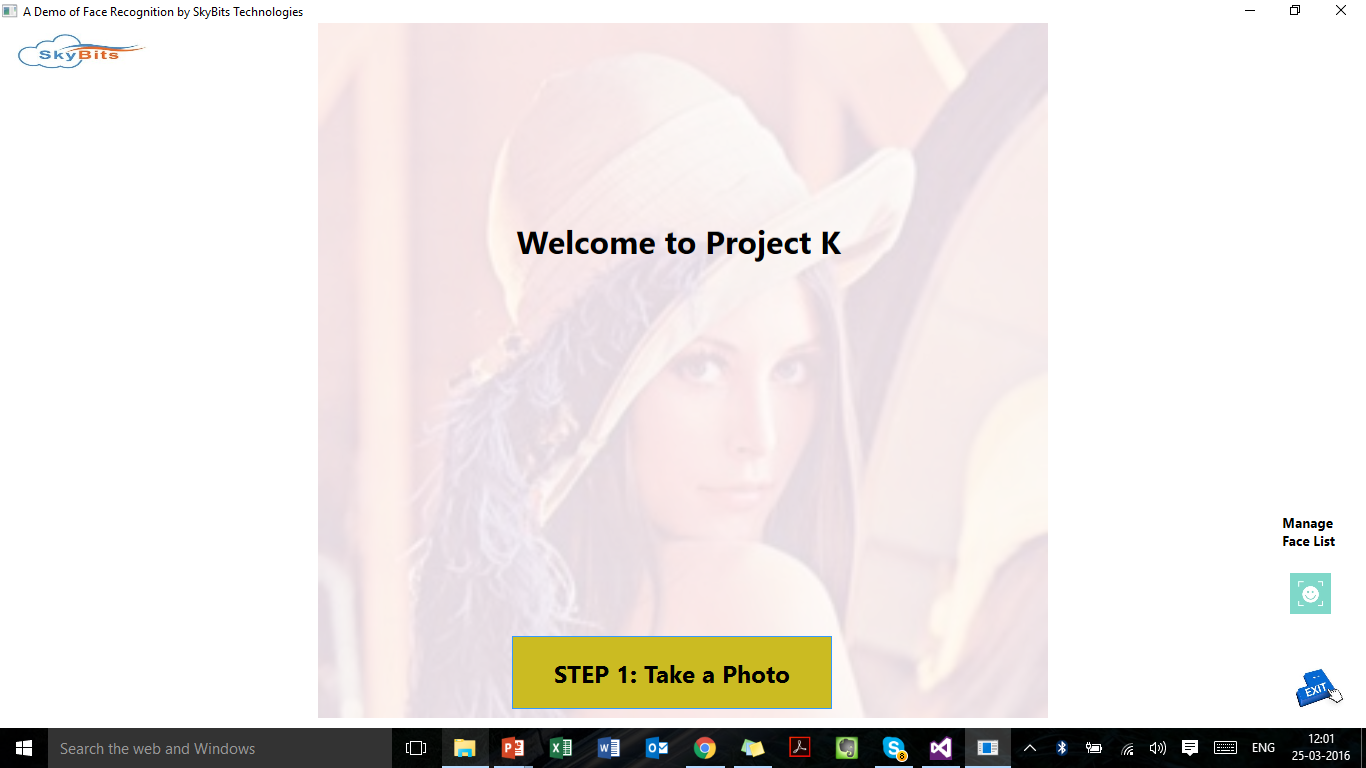 A Demo of Face Recognition by SkyBits Technologies
SkyBits
Welcome to Project K
Manage
Face List
EXIT
STEP 1: Take a Photo
Search the web and Windows
8
ENG
12:01
25-03-2016